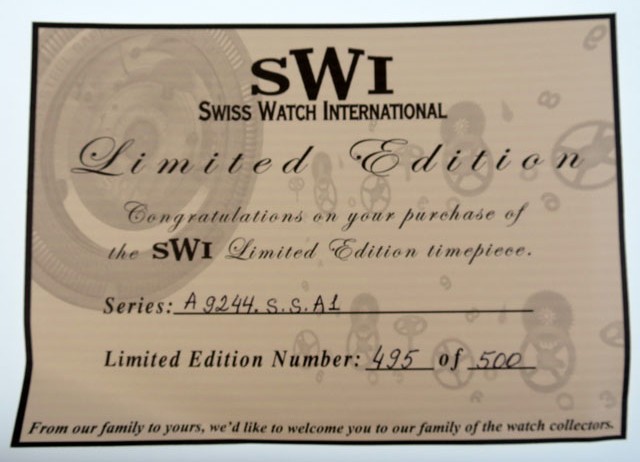 SWI
SWISS WATCH INTERNATIONAL
Limited Edition
Congratulations on your purchase of
the SWI Limited Edition timepiece.
Series: A 9244. S. S. A1
Limited Edition Number: 495 of 500
From our family to yours, we'd like to welcome you to our family of the watch collectors.